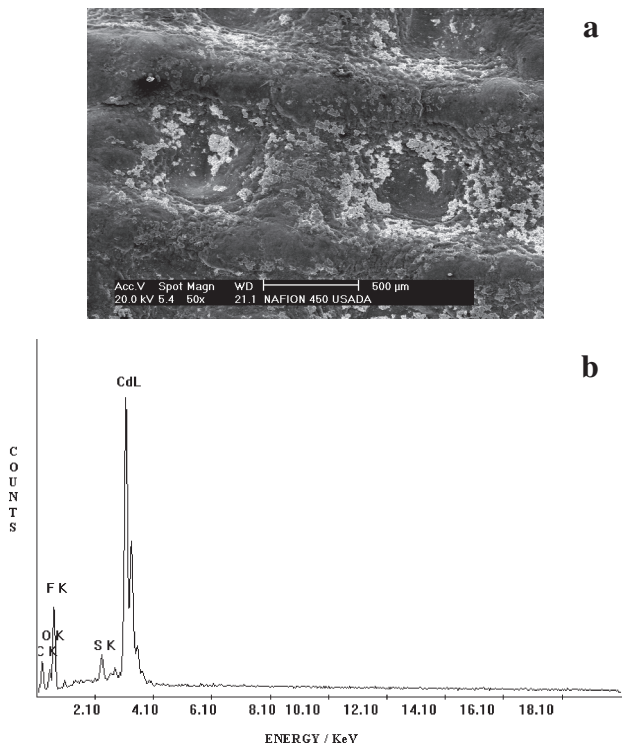 a
Acc.V Spot Magn WD 500 µm
20.0 kV 5.4 50x 21.1 NAFION 450 USADA
b
CdL
COUNTS
F K
O K
C K
S K
2.10 4.10 6.10 8.10 10.10 12.10 14.10 16.10 18.10
ENERGY / KeV